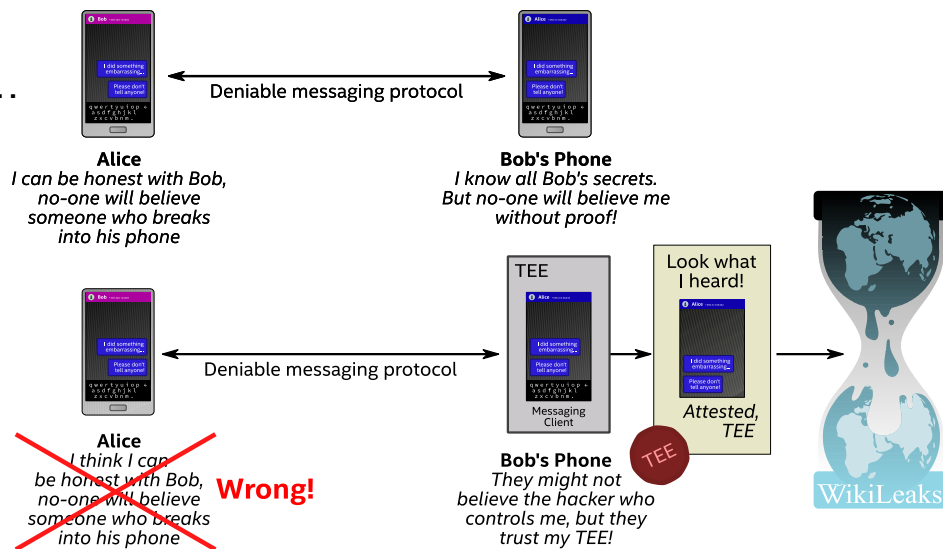 ..
Bob
I did something
embarrassing...
Please don't
tell anyone!
q w e r t y u i o p
a s d f g h j k l
z x c v b n m .
Alice
I can be honest with Bob,
no-one will believe
someone who breaks
into his phone
Deniable messaging protocol
Alice
I did something
embarrassing...
Please don't
tell anyone!
q w e r t y u i o p
a s d f g h j k l
z x c v b n m .
Bob's Phone
I know all Bob's secrets.
But no-one will believe me
without proof!
Bob
I did something
embarrassing...
Please don't
tell anyone!
q w e r t y u i o p
a s d f g h j k l
z x c v b n m .
Alice
I think I can
be honest with Bob,
no-one will believe
someone who breaks
into his phone
Wrong!
Deniable messaging protocol
TEE
Alice
I did something
embarrassing...
Please don't
tell anyone!
q w e r t y u i o p
a s d f g h j k l
z x c v b n m .
Messaging
Client
Bob's Phone
They might not
believe the hacker who
controls me, but they
trust my TEE!
Look what
I heard!
Alice
I did something
embarrassing...
Please don't
tell anyone!
Attested,
TEE
TEE
WikiLeaks